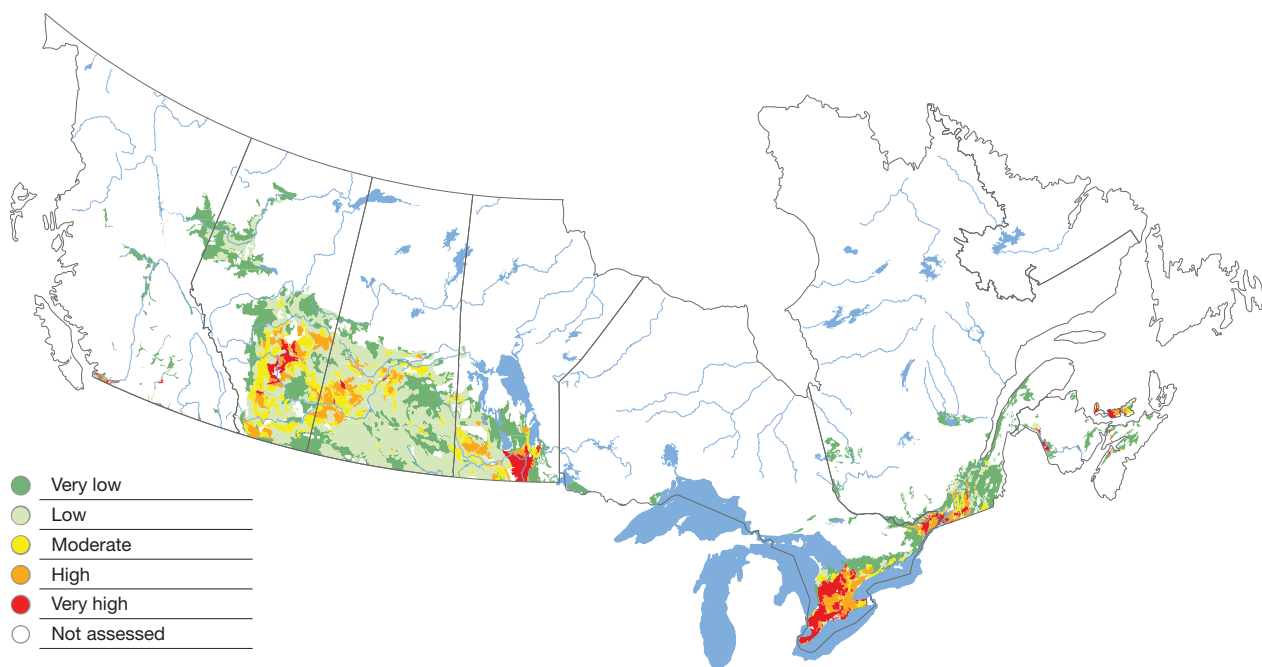 Very low
Low
Moderate
High
Very high
Not assessed